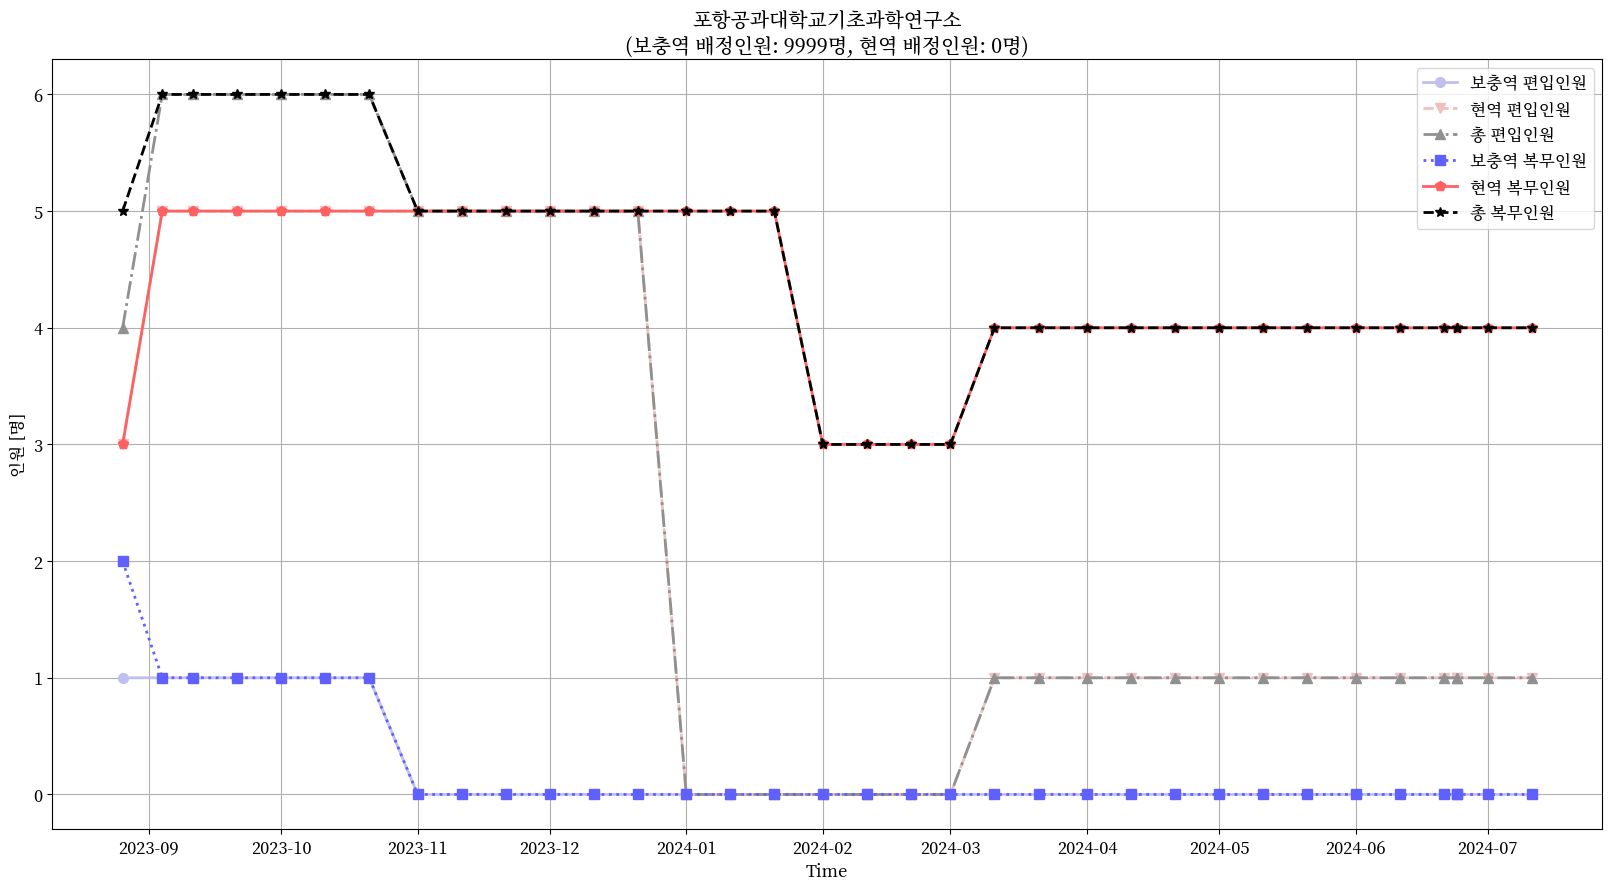 포항공과대학교기초과학연구소
(보충역 배정인원: 9999명, 현역 배정인원: 0명)
보충역 편입인원
현역 편입인원
총 편입인원
보충역 복무인원
현역 복무인원
총 복무인원
인원 [명]
6
5
4
3
2
1
0
2023-09
2023-10
2023-11
2023-12
2024-01
2024-02
2024-03
2024-04
2024-05
2024-06
2024-07
Time